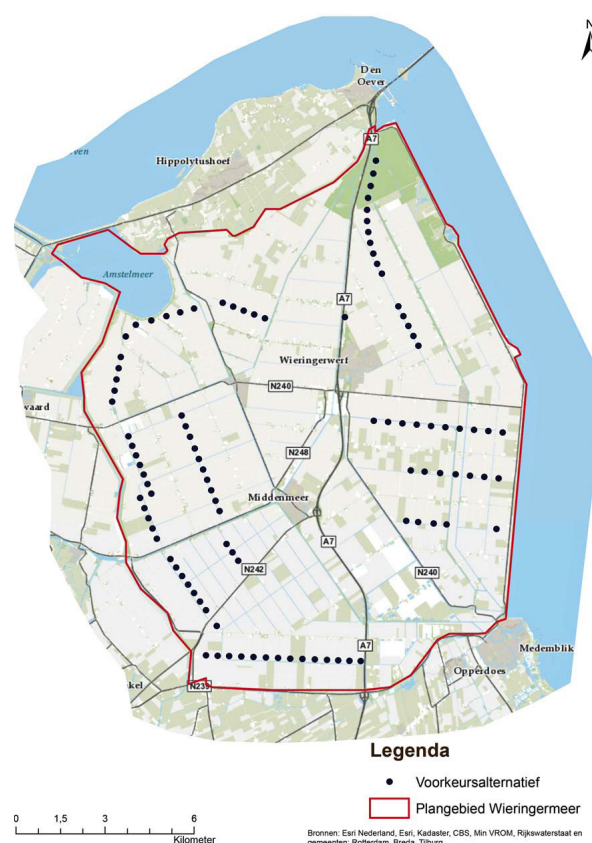 N
Den
Oever
A7
Hippolytushoef
Amstelmeer
A7
Wieringerwerf
N240
waard
N248
Middenmeer
A7
N242
N240
A7
Medemblik
Opperdoes
N239
Legenda
Voorkeursalternatief
Plangebied Wieringermeer
0 1,5 3 6
Kilometer
Bronnen: Esri Nederland, Esri, Kadaster, CBS, Min VROM, Rijkswaterstaat en
gemeenten: Rotterdam, Breda, Tilburg